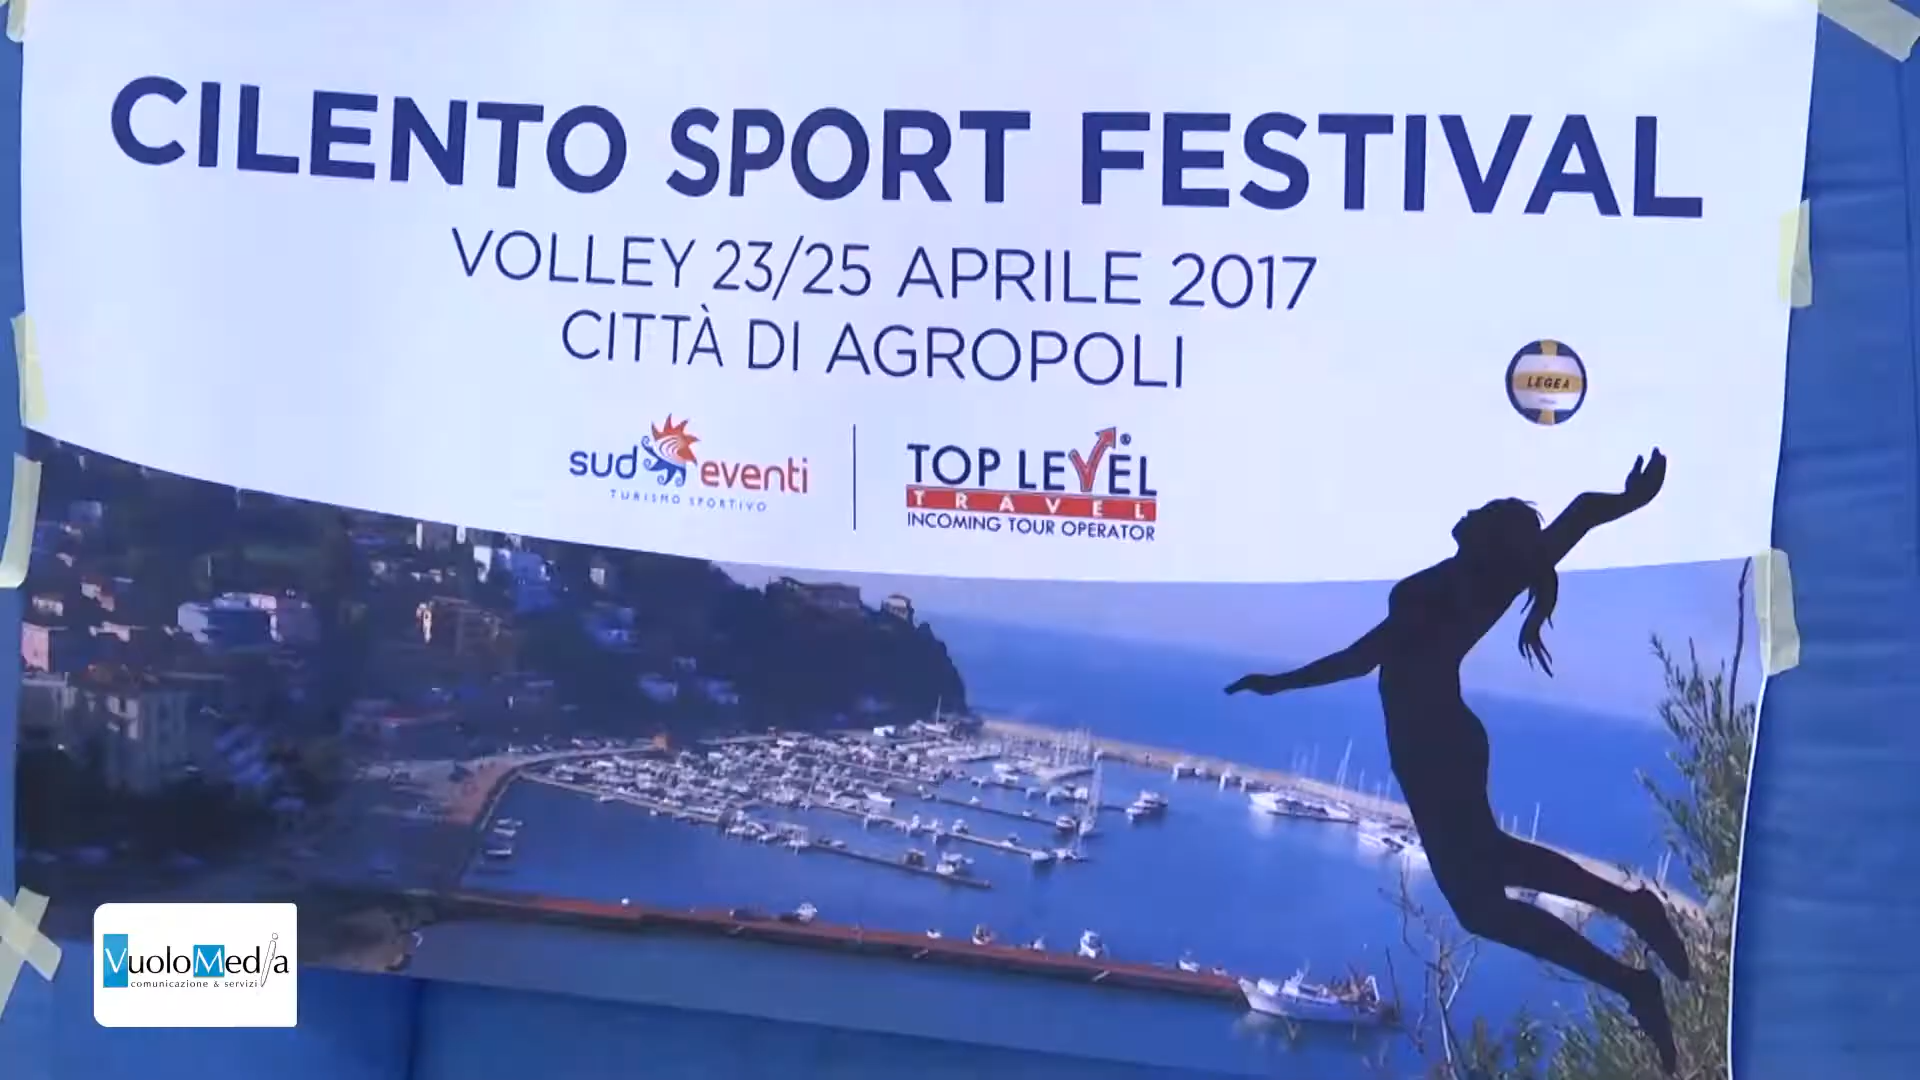 CILENTO SPORT FESTIVAL
VOLLEY 23/25 APRILE 2017
CITTÀ DI AGROPOLI
LEGEA
sud eventi
TURISMO SPORTIVO
TOP LEVEL
TRAVEL
INCOMING TOUR OPERATOR
VuoloMedia
comunicazione & servizi